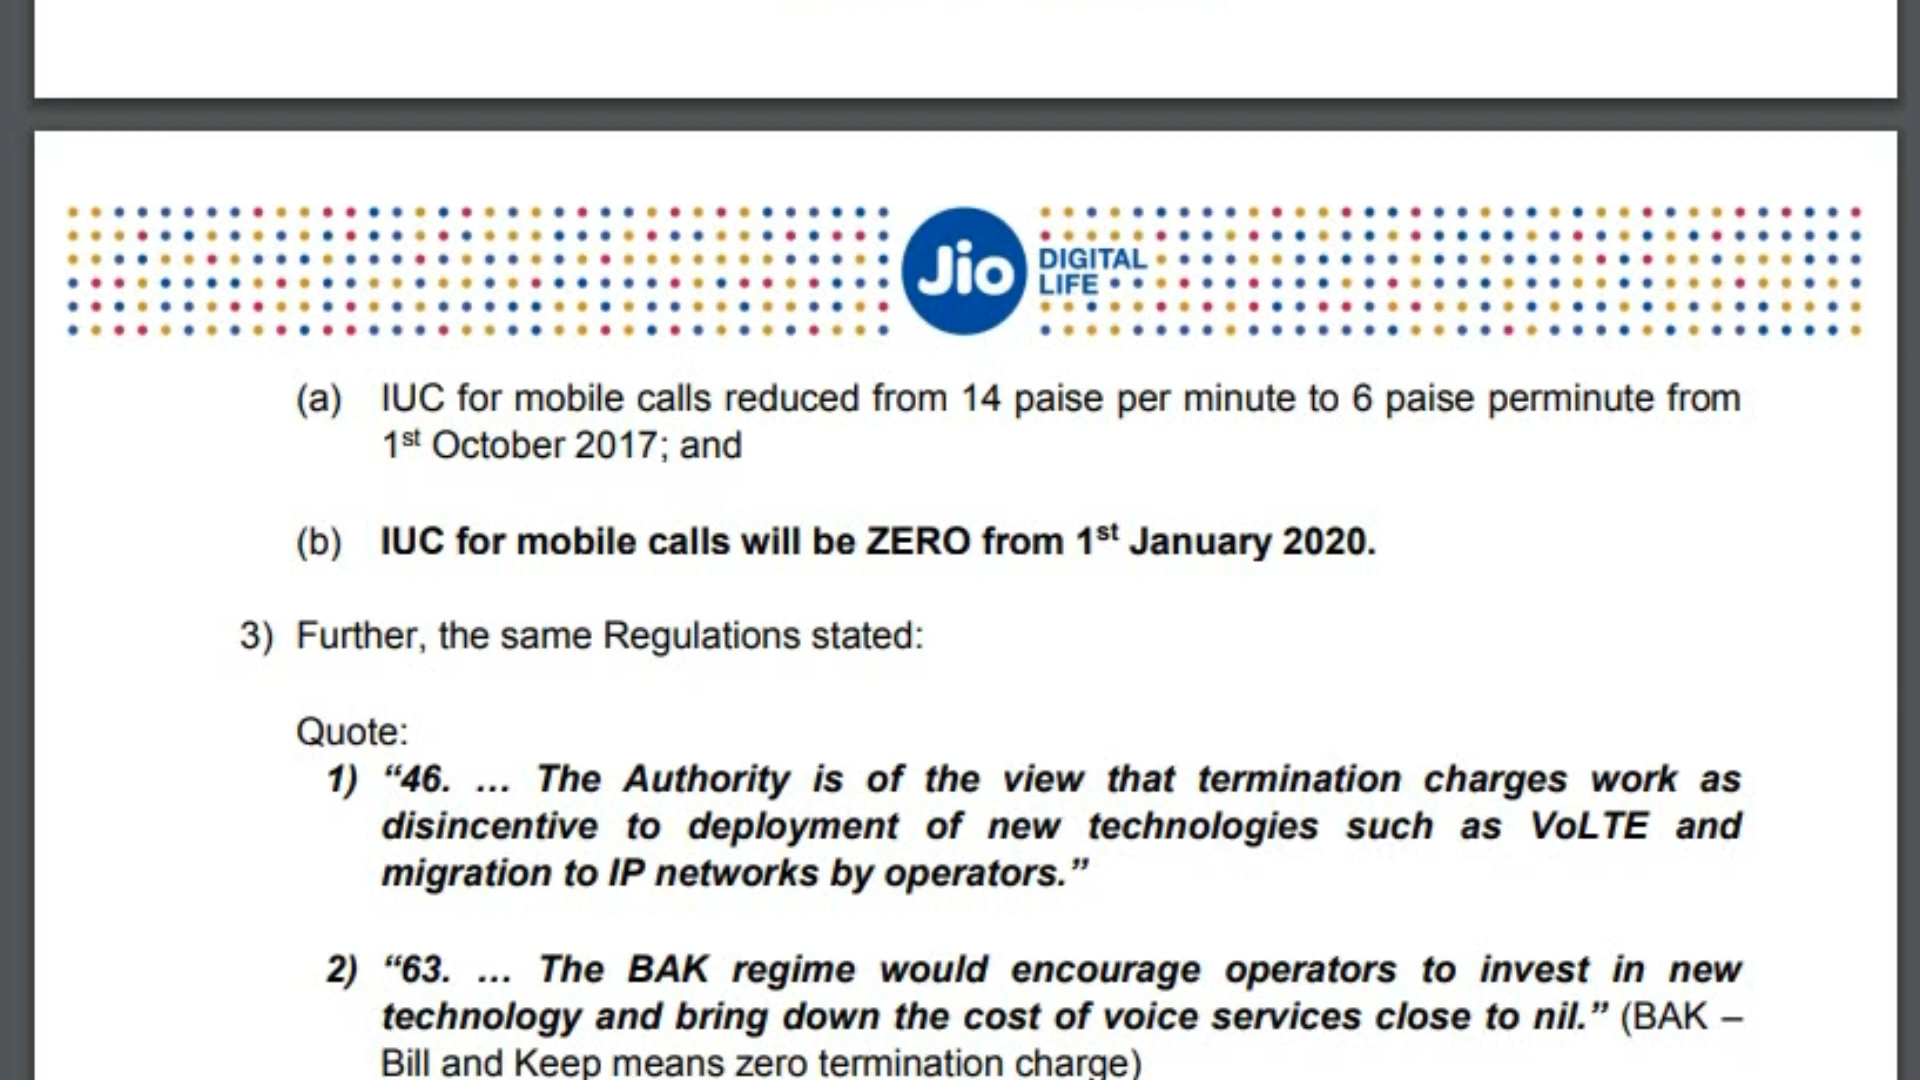 Jio
DIGITAL
LIFE
(a) IUC for mobile calls reduced from 14 paise per minute to 6 paise perminute from
1st October 2017; and
(b) IUC for mobile calls will be ZERO from 1st January 2020.
3) Further, the same Regulations stated:
Quote:
1) “46. ... The Authority is of the view that termination charges work as
disincentive to deployment of new technologies such as VoLTE and
migration to IP networks by operators.”
2) “63. ... The BAK regime would encourage operators to invest in new
technology and bring down the cost of voice services close to nil.” (BAK –
Bill and Keep means zero termination charge)